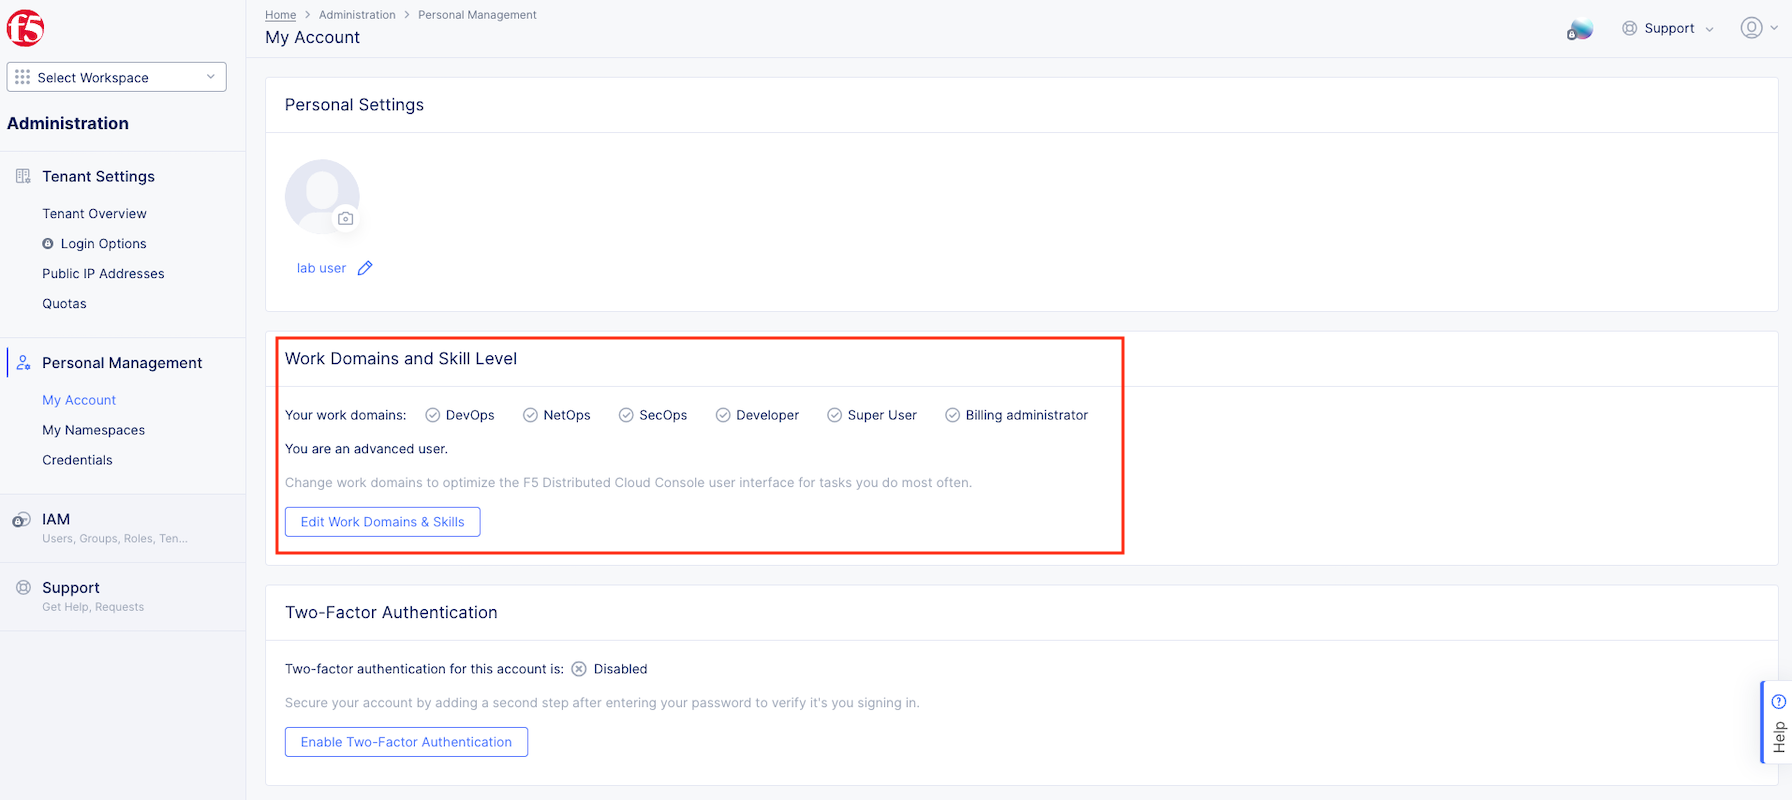 f5
Select Workspace
Administration
Tenant Settings
Tenant Overview
Login Options
Public IP Addresses
Quotas
Personal Management
My Account
My Namespaces
Credentials
IAM
Users, Groups, Roles, Ten...
Support
Get Help, Requests
Home > Administration > Personal Management
My Account
Support
Personal Settings
lab user
Work Domains and Skill Level
Your work domains: DevOps NetOps SecOps Developer Super User Billing administrator
You are an advanced user.
Change work domains to optimize the F5 Distributed Cloud Console user interface for tasks you do most often.
Edit Work Domains & Skills
Two-Factor Authentication
Two-factor authentication for this account is: Disabled
Secure your account by adding a second step after entering your password to verify it's you signing in.
Enable Two-Factor Authentication
Help